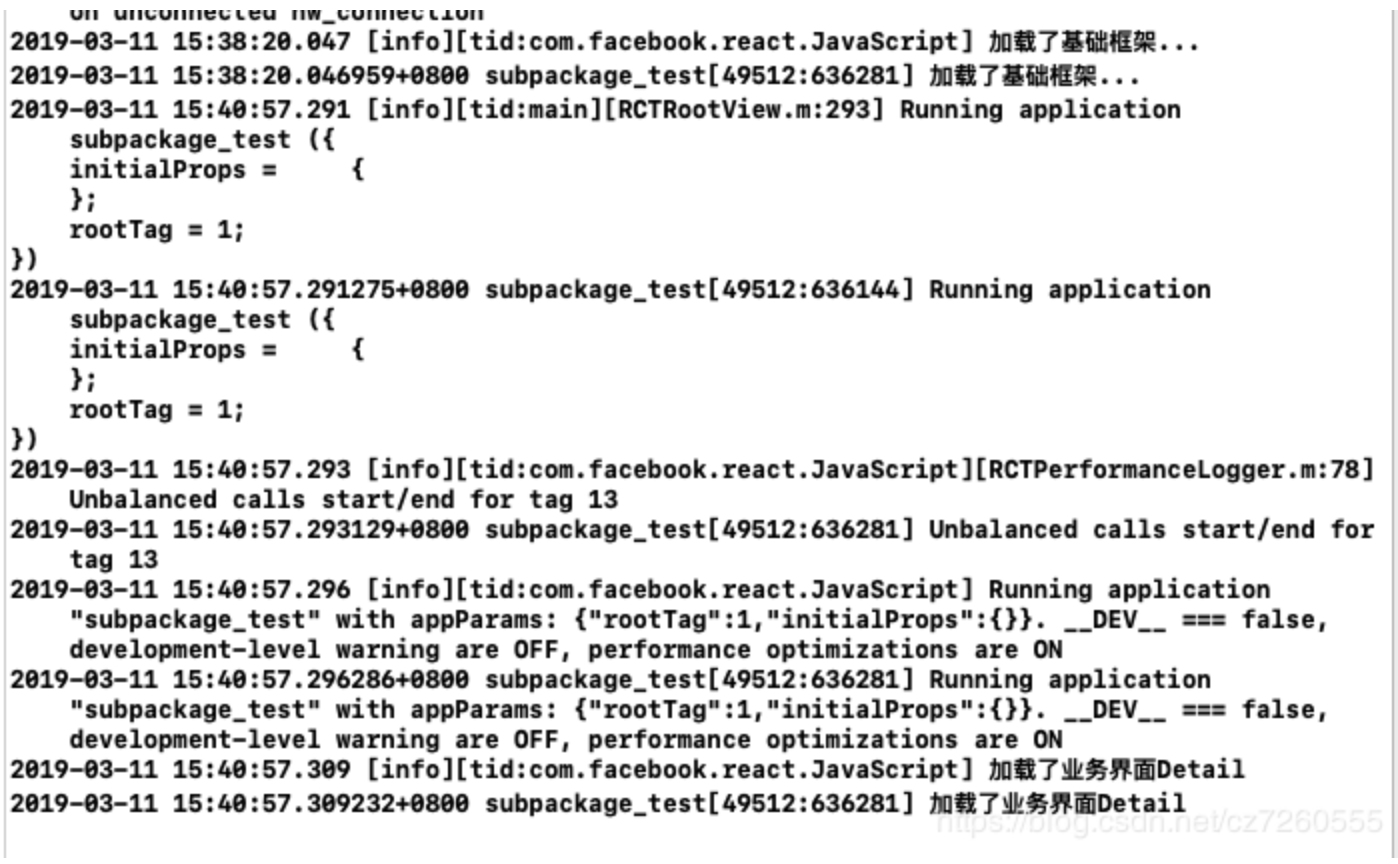 on unconnected nw_connection
2019-03-11 15:38:20.047 [info][tid:com.facebook.react.JavaScript] 加载了基础框架...
2019-03-11 15:38:20.046959+0800 subpackage_test[49512:636281] 加载了基础框架...
2019-03-11 15:40:57.291 [info][tid:main][RCTRootView.m:293] Running application
subpackage_test ({
initialProps =     {
};
rootTag = 1;
})
2019-03-11 15:40:57.291275+0800 subpackage_test[49512:636144] Running application
subpackage_test ({
initialProps =     {
};
rootTag = 1;
})
2019-03-11 15:40:57.293 [info][tid:com.facebook.react.JavaScript][RCTPerformanceLogger.m:78]
Unbalanced calls start/end for tag 13
2019-03-11 15:40:57.293129+0800 subpackage_test[49512:636281] Unbalanced calls start/end for
tag 13
2019-03-11 15:40:57.296 [info][tid:com.facebook.react.JavaScript] Running application
"subpackage_test" with appParams: {"rootTag":1,"initialProps":{}}. __DEV__ === false,
development-level warning are OFF, performance optimizations are ON
2019-03-11 15:40:57.296286+0800 subpackage_test[49512:636281] Running application
"subpackage_test" with appParams: {"rootTag":1,"initialProps":{}}. __DEV__ === false,
development-level warning are OFF, performance optimizations are ON
2019-03-11 15:40:57.309 [info][tid:com.facebook.react.JavaScript] 加载了业务界面Detail
2019-03-11 15:40:57.309232+0800 subpackage_test[49512:636281] 加载了业务界面Detail
https://blog.csdn.net/cz7260555